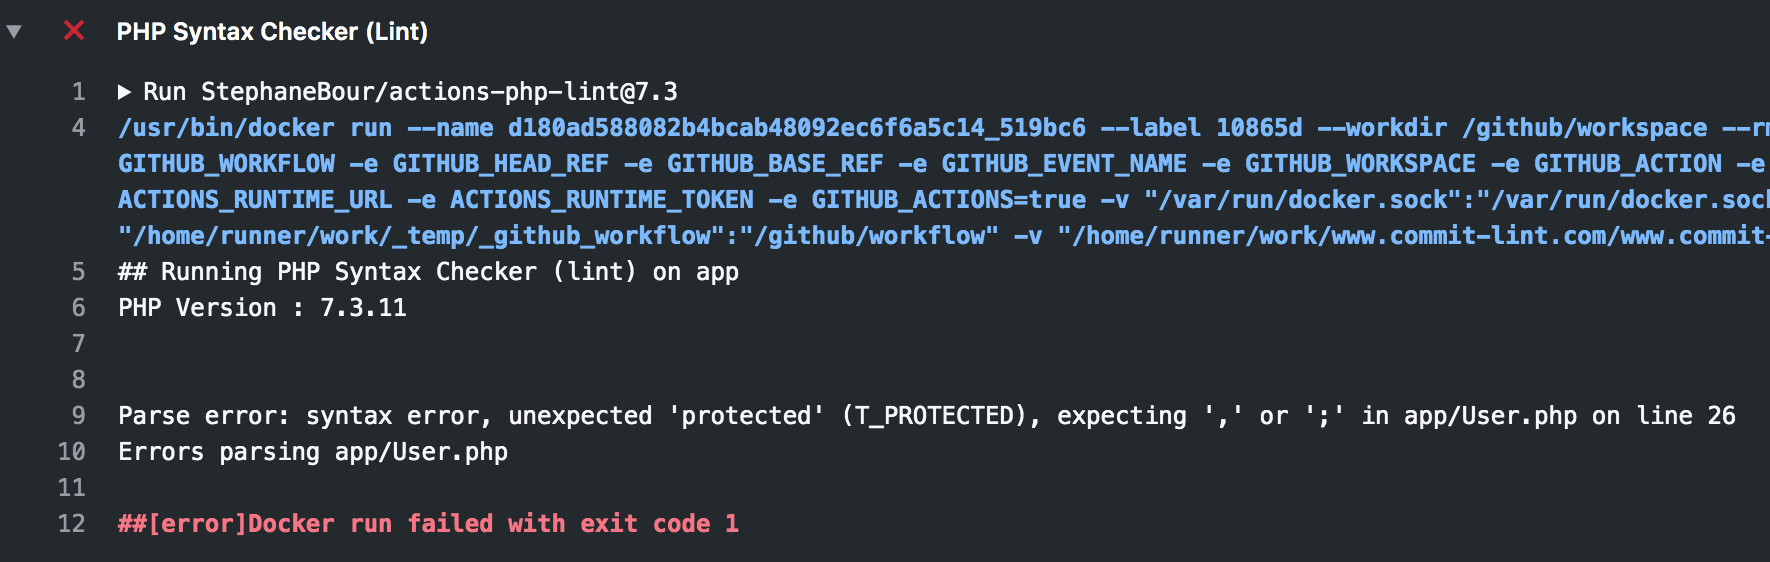 PHP Syntax Checker (Lint)
1 Run StephaneBour/actions-php-lint@7.3
4 /usr/bin/docker run --name d180ad588082b4bcab48092ec6f6a5c14_519bc6 --label 10865d --workdir /github/workspace --rm
GITHUB_WORKFLOW -e GITHUB_HEAD_REF -e GITHUB_BASE_REF -e GITHUB_EVENT_NAME -e GITHUB_WORKSPACE -e GITHUB_ACTION -e
ACTIONS_RUNTIME_URL -e ACTIONS_RUNTIME_TOKEN -e GITHUB_ACTIONS=true -v "/var/run/docker.sock":"/var/run/docker.sock
"/home/runner/work/_temp/_github_workflow":"/github/workflow" -v "/home/runner/work/www.commit-lint.com/www.commit-
5 ## Running PHP Syntax Checker (lint) on app
6 PHP Version : 7.3.11
7
8
9 Parse error: syntax error, unexpected 'protected' (T_PROTECTED), expecting ',' or ';' in app/User.php on line 26
10 Errors parsing app/User.php
11
12 ##[error]Docker run failed with exit code 1